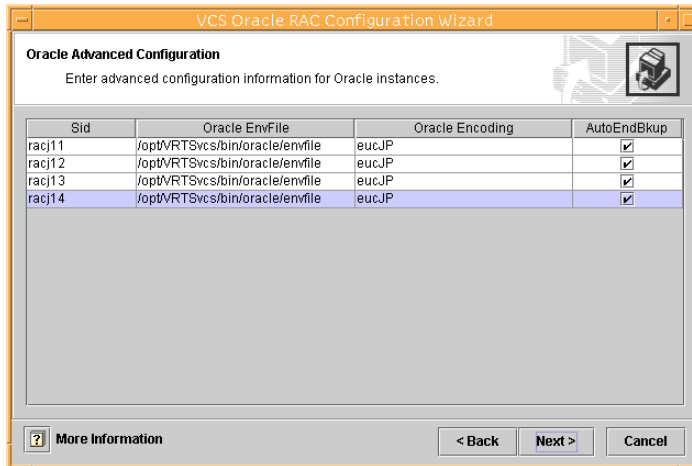 VCS Oracle RAC Configuration Wizard
Oracle Advanced Configuration
Enter advanced configuration information for Oracle instances.
Sid Oracle EnvFile Oracle Encoding AutoEndBkup
racj11 /opt/VRTSvcs/bin/oracle/envfile eucJP
racj12 /opt/VRTSvcs/bin/oracle/envfile eucJP
racj13 /opt/VRTSvcs/bin/oracle/envfile eucJP
racj14 /opt/VRTSvcs/bin/oracle/envfile eucJP
? More Information < Back Next > Cancel